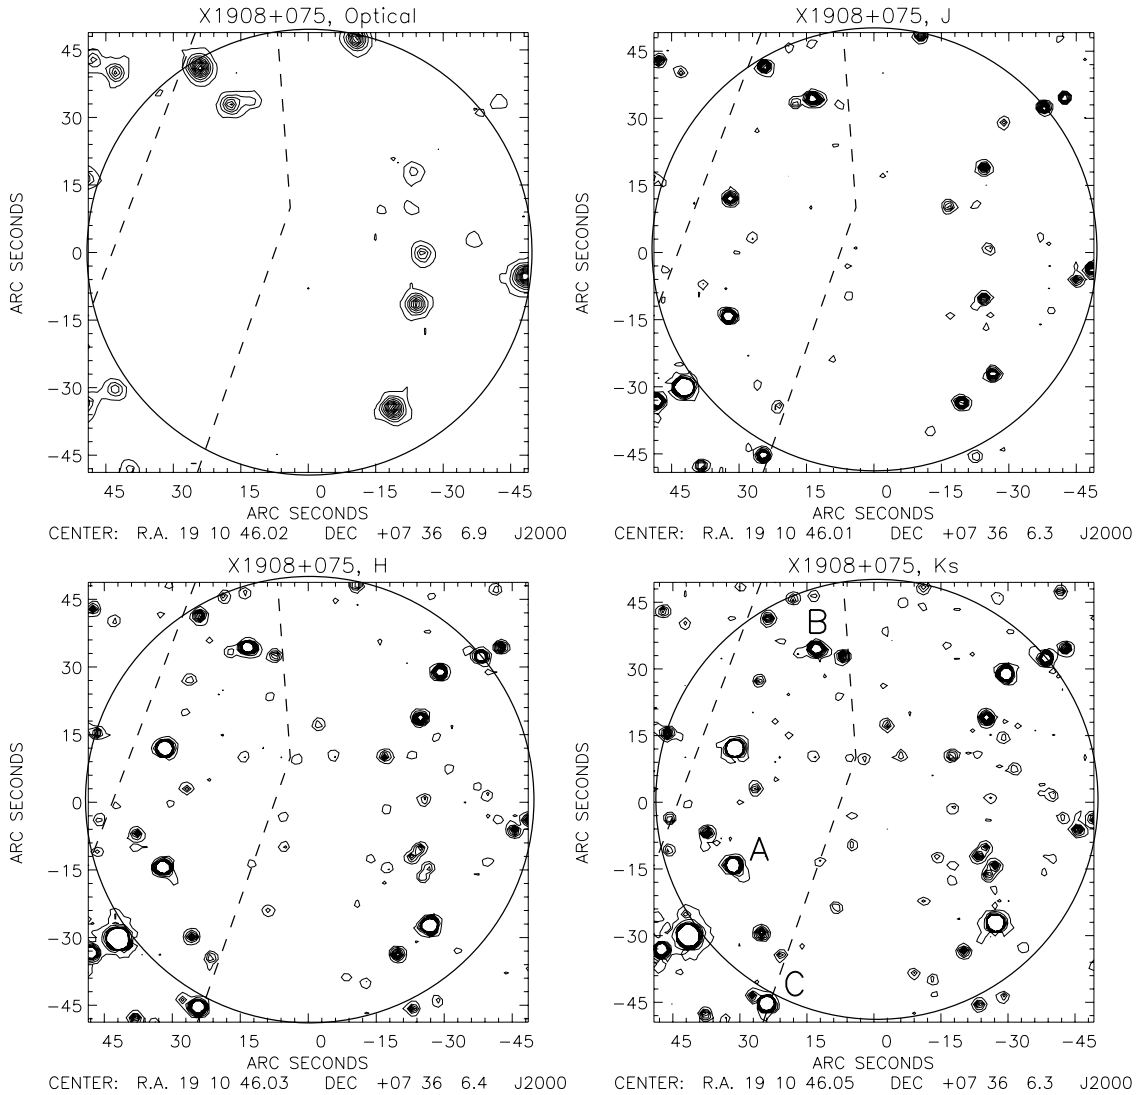 X1908+075, Optical
X1908+075, J
45
30
15
0
−15
−30
−45
ARC SECONDS
45 30 15 0 −15 −30 −45
ARC SECONDS
CENTER: R.A. 19 10 46.02 DEC +07 36 6.9 J2000
45
30
15
0
−15
−30
−45
ARC SECONDS
45 30 15 0 −15 −30 −45
ARC SECONDS
CENTER: R.A. 19 10 46.01 DEC +07 36 6.3 J2000
X1908+075, H
X1908+075, Ks
45
30
15
0
−15
−30
−45
ARC SECONDS
45 30 15 0 −15 −30 −45
ARC SECONDS
CENTER: R.A. 19 10 46.03 DEC +07 36 6.4 J2000
45
30
15
0
−15
−30
−45
ARC SECONDS
B
A
C
45 30 15 0 −15 −30 −45
ARC SECONDS
CENTER: R.A. 19 10 46.05 DEC +07 36 6.3 J2000